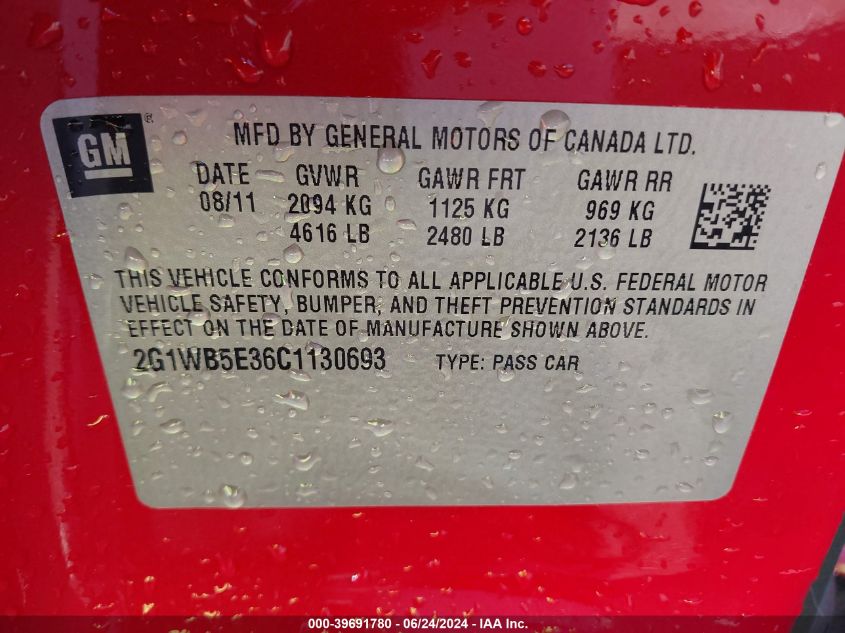 GM ®
MFD BY GENERAL MOTORS OF CANADA LTD.
DATE GVWR GAWR FRT GAWR RR
08/11 2094 KG 1125 KG 969 KG
4616 LB 2480 LB 2136 LB
THIS VEHICLE CONFORMS TO ALL APPLICABLE U.S. FEDERAL MOTOR
VEHICLE SAFETY, BUMPER, AND THEFT PREVENTION STANDARDS IN
EFFECT ON THE DATE OF MANUFACTURE SHOWN ABOVE.
2G1WB5E36C1130693 TYPE: PASS CAR
000-39691780 - 06/24/2024 - IAA Inc.